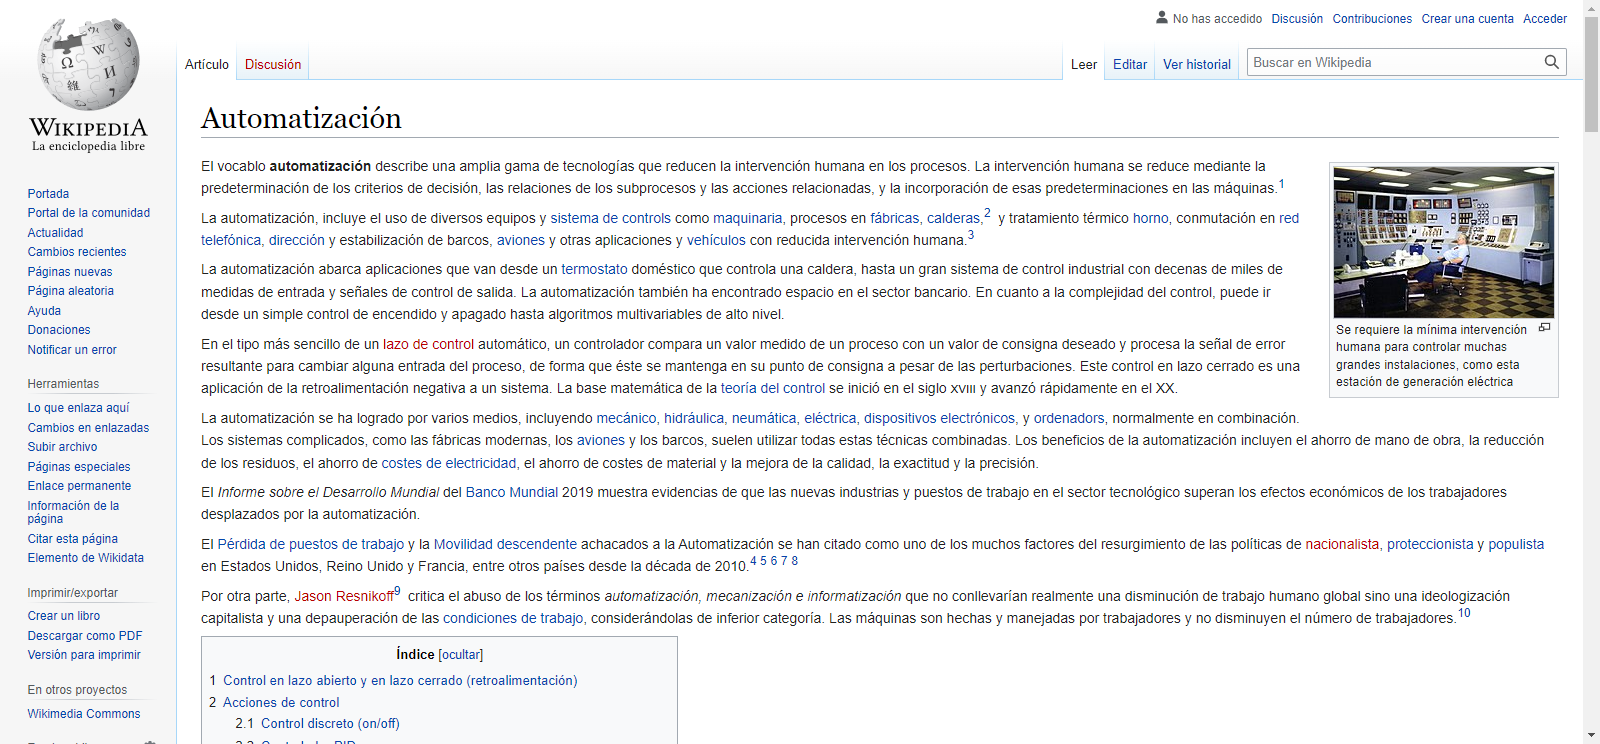 No has accedido Discusión Contribuciones Crear una cuenta Acceder
Artículo Discusión Leer Editar Ver historial Buscar en Wikipedia
WIKIPEDIA
La enciclopedia libre
Portada
Portal de la comunidad
Actualidad
Cambios recientes
Páginas nuevas
Página aleatoria
Ayuda
Donaciones
Notificar un error
Herramientas
Lo que enlaza aquí
Cambios en enlazadas
Subir archivo
Páginas especiales
Enlace permanente
Información de la
página
Citar esta página
Elemento de Wikidata
Imprimir/exportar
Crear un libro
Descargar como PDF
Versión para imprimir
En otros proyectos
Wikimedia Commons
Automatización
El vocablo automatización describe una amplia gama de tecnologías que reducen la intervención humana en los procesos. La intervención humana se reduce mediante la
predeterminación de los criterios de decisión, las relaciones de los subprocesos y las acciones relacionadas, y la incorporación de esas predeterminaciones en las máquinas.1
La automatización, incluye el uso de diversos equipos y sistema de controls como maquinaria, procesos en fábricas, calderas,2 y tratamiento térmico horno, conmutación en red
telefónica, dirección y estabilización de barcos, aviones y otras aplicaciones y vehículos con reducida intervención humana.3
La automatización abarca aplicaciones que van desde un termostato doméstico que controla una caldera, hasta un gran sistema de control industrial con decenas de miles de
medidas de entrada y señales de control de salida. La automatización también ha encontrado espacio en el sector bancario. En cuanto a la complejidad del control, puede ir
desde un simple control de encendido y apagado hasta algoritmos multivariables de alto nivel.
En el tipo más sencillo de un lazo de control automático, un controlador compara un valor medido de un proceso con un valor de consigna deseado y procesa la señal de error
resultante para cambiar alguna entrada del proceso, de forma que éste se mantenga en su punto de consigna a pesar de las perturbaciones. Este control en lazo cerrado es una
aplicación de la retroalimentación negativa a un sistema. La base matemática de la teoría del control se inició en el siglo XVIII y avanzó rápidamente en el XX.
La automatización se ha logrado por varios medios, incluyendo mecánico, hidráulica, neumática, eléctrica, dispositivos electrónicos, y ordenadors, normalmente en combinación.
Los sistemas complicados, como las fábricas modernas, los aviones y los barcos, suelen utilizar todas estas técnicas combinadas. Los beneficios de la automatización incluyen el ahorro de mano de obra, la reducción
de los residuos, el ahorro de costes de electricidad, el ahorro de costes de material y la mejora de la calidad, la exactitud y la precisión.
El Informe sobre el Desarrollo Mundial del Banco Mundial 2019 muestra evidencias de que las nuevas industrias y puestos de trabajo en el sector tecnológico superan los efectos económicos de los trabajadores
desplazados por la automatización.
El Pérdida de puestos de trabajo y la Movilidad descendente achacados a la Automatización se han citado como uno de los muchos factores del resurgimiento de las políticas de nacionalista, proteccionista y populista
en Estados Unidos, Reino Unido y Francia, entre otros países desde la década de 2010.4 5 6 7 8
Por otra parte, Jason Resnikoff9 critica el abuso de los términos automatización, mecanización e informatización que no conllevarían realmente una disminución de trabajo humano global sino una ideologización
capitalista y una depauperación de las condiciones de trabajo, considerándolas de inferior categoría. Las máquinas son hechas y manejadas por trabajadores y no disminuyen el número de trabajadores.10
Se requiere la mínima intervención
humana para controlar muchas
grandes instalaciones, como esta
estación de generación eléctrica
Índice [ocultar]
1 Control en lazo abierto y en lazo cerrado (retroalimentación)
2 Acciones de control
2.1 Control discreto (on/off)